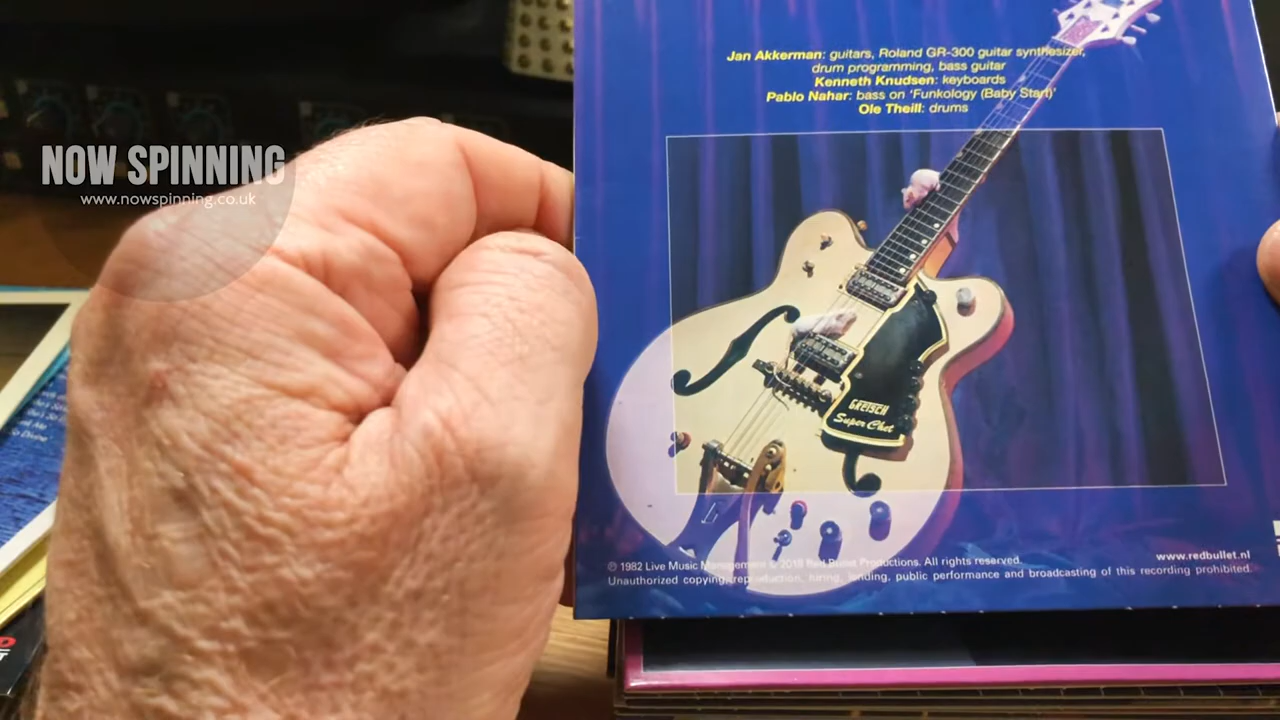 Jan Akkerman: guitars, Roland GR-300 guitar synthesizer,
drum programming, bass guitar
Kenneth Knudsen: keyboards
Pablo Nahar: bass on 'Funkology (Baby Start)'
Ole Theill: drums
NOW SPINNING
www.nowspinning.co.uk
GRETSCH
Super Chet
www.redbullet.nl
℗ 1982 Live Music Management © 2018 Red Bullet Productions. All rights reserved.
Unauthorized copying, reproduction, hiring, lending, public performance and broadcasting of this recording prohibited.